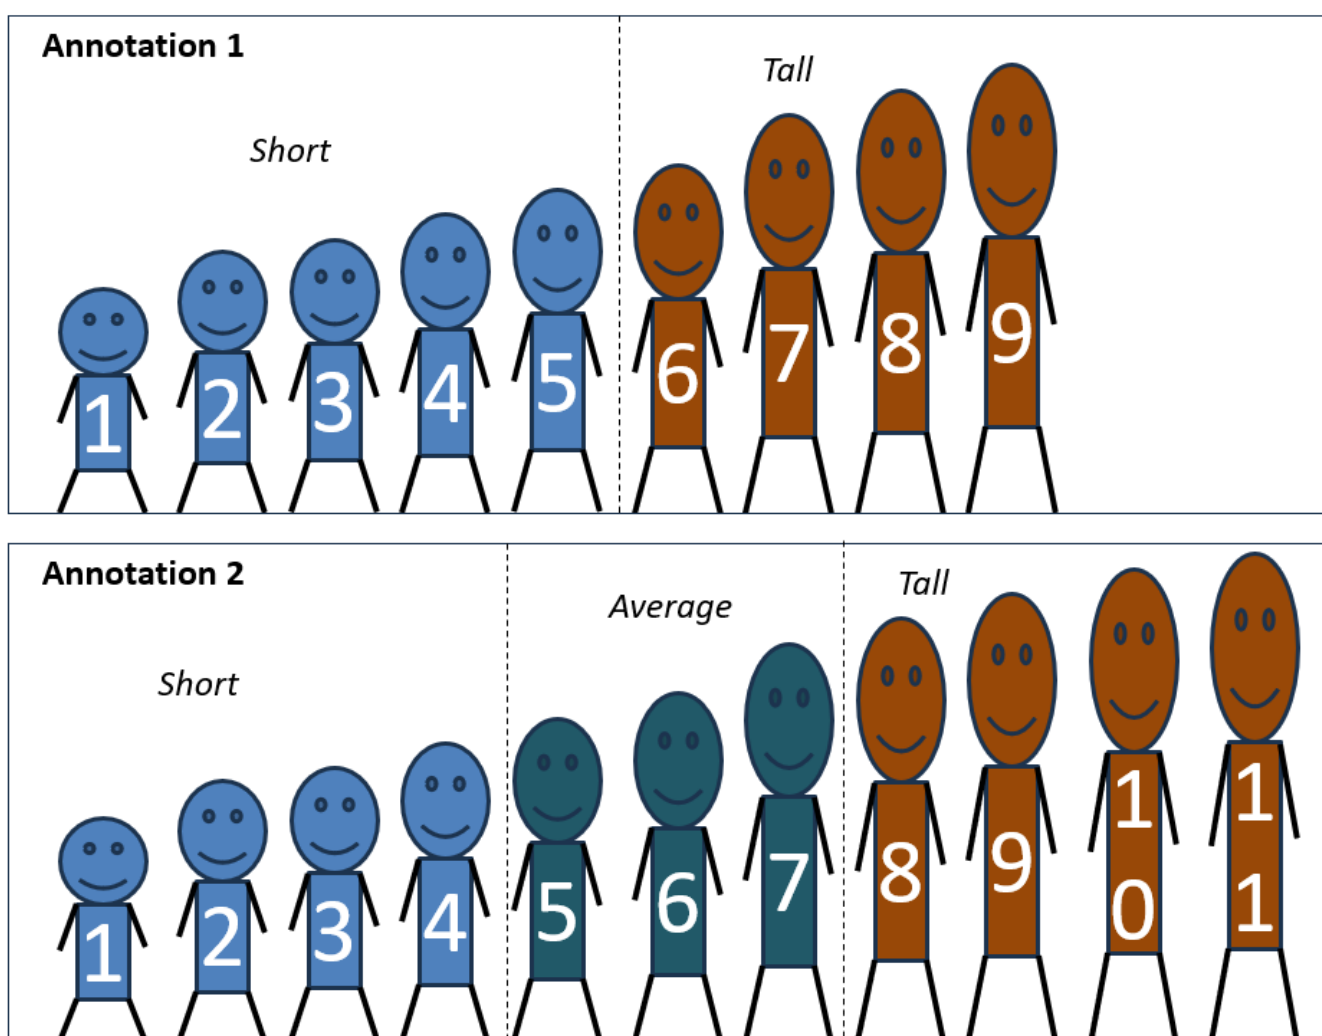 Annotation 1
Tall
Short
1 2 3 4 5 6 7 8 9
Annotation 2
Tall
Average
Short
1 2 3 4 5 6 7 8 9 10 11